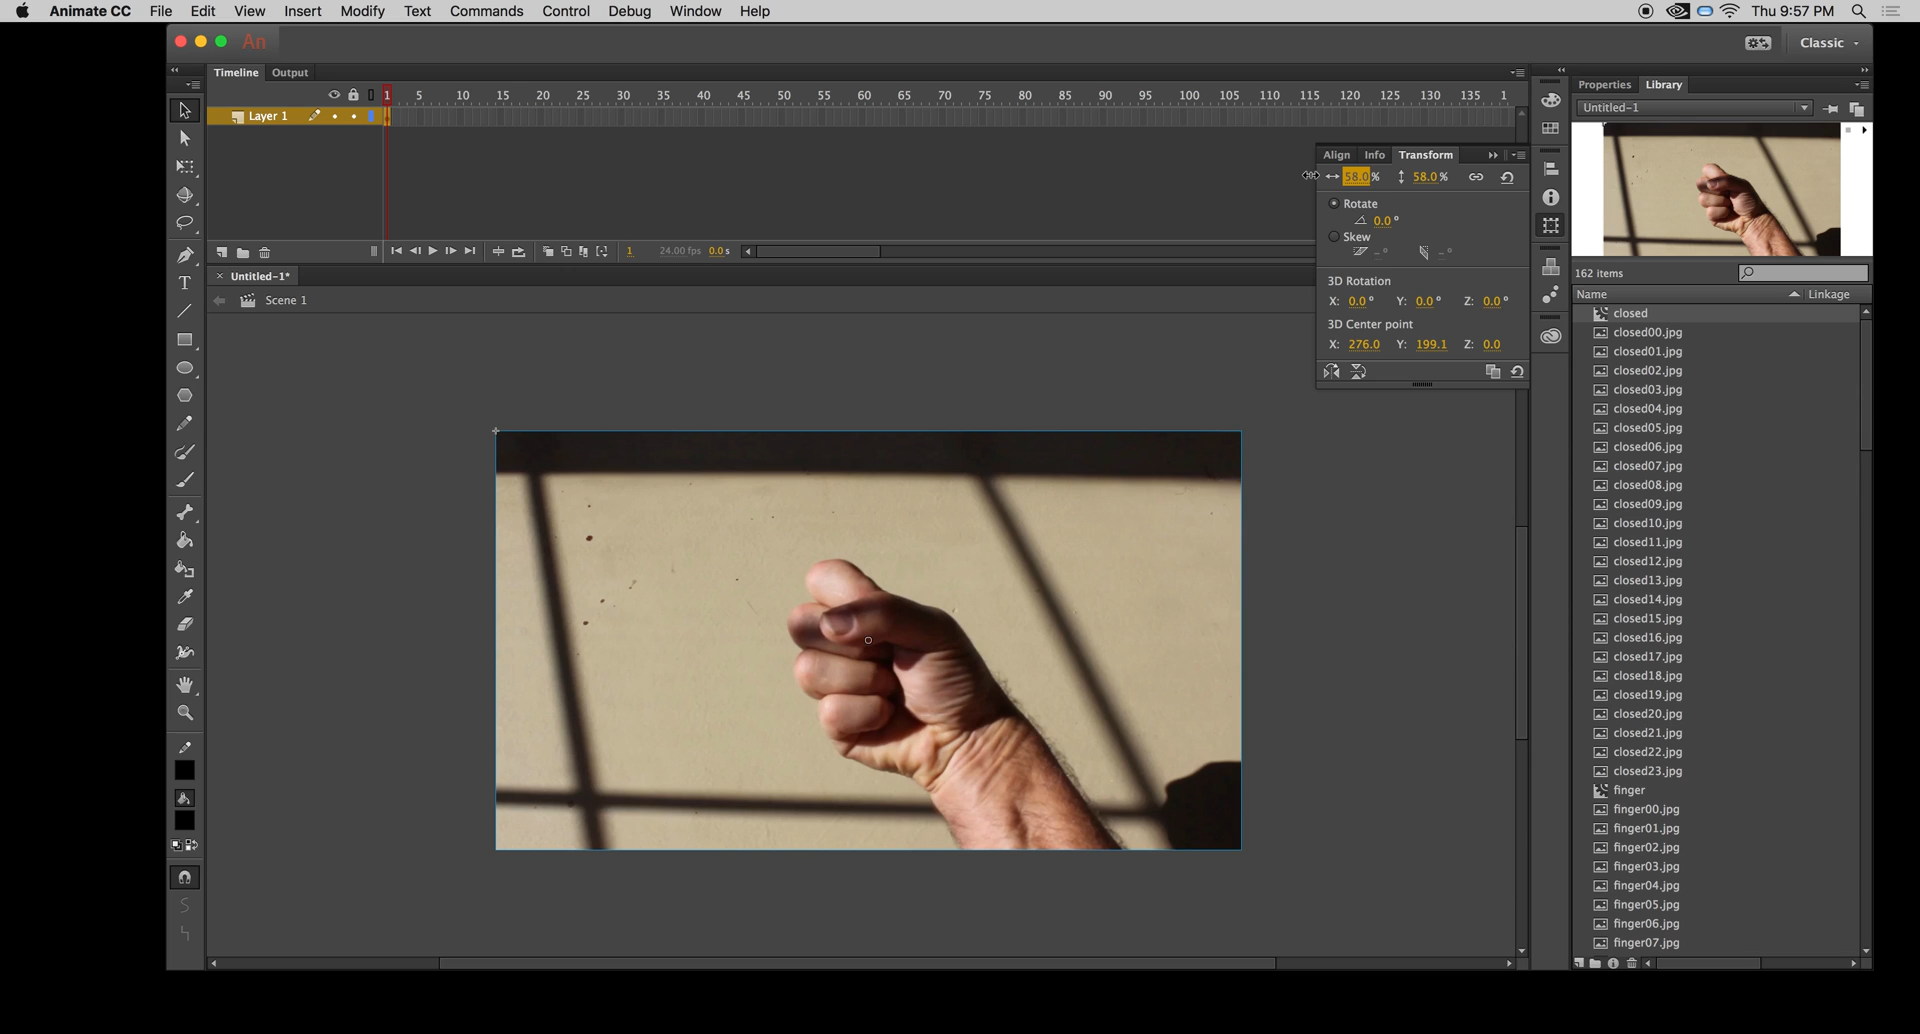 Animate CC File Edit View Insert Modify Text Commands Control Debug Window Help Thu 9:57 PM
An Classic
Timeline Output
1 5 10 15 20 25 30 35 40 45 50 55 60 65 70 75 80 85 90 95 100 105 110 115 120 125 130 135 1
Layer 1
1 24.00 fps 0.0 s
Untitled-1*
Scene 1
Align Info Transform
58.0 % 58.0 %
Rotate
0.0 °
Skew
- ° - °
3D Rotation
X: 0.0 ° Y: 0.0 ° Z: 0.0 °
3D Center point
X: 276.0 Y: 199.1 Z: 0.0
Properties Library
Untitled-1
162 items
Name Linkage
closed
closed00.jpg
closed01.jpg
closed02.jpg
closed03.jpg
closed04.jpg
closed05.jpg
closed06.jpg
closed07.jpg
closed08.jpg
closed09.jpg
closed10.jpg
closed11.jpg
closed12.jpg
closed13.jpg
closed14.jpg
closed15.jpg
closed16.jpg
closed17.jpg
closed18.jpg
closed19.jpg
closed20.jpg
closed21.jpg
closed22.jpg
closed23.jpg
finger
finger00.jpg
finger01.jpg
finger02.jpg
finger03.jpg
finger04.jpg
finger05.jpg
finger06.jpg
finger07.jpg